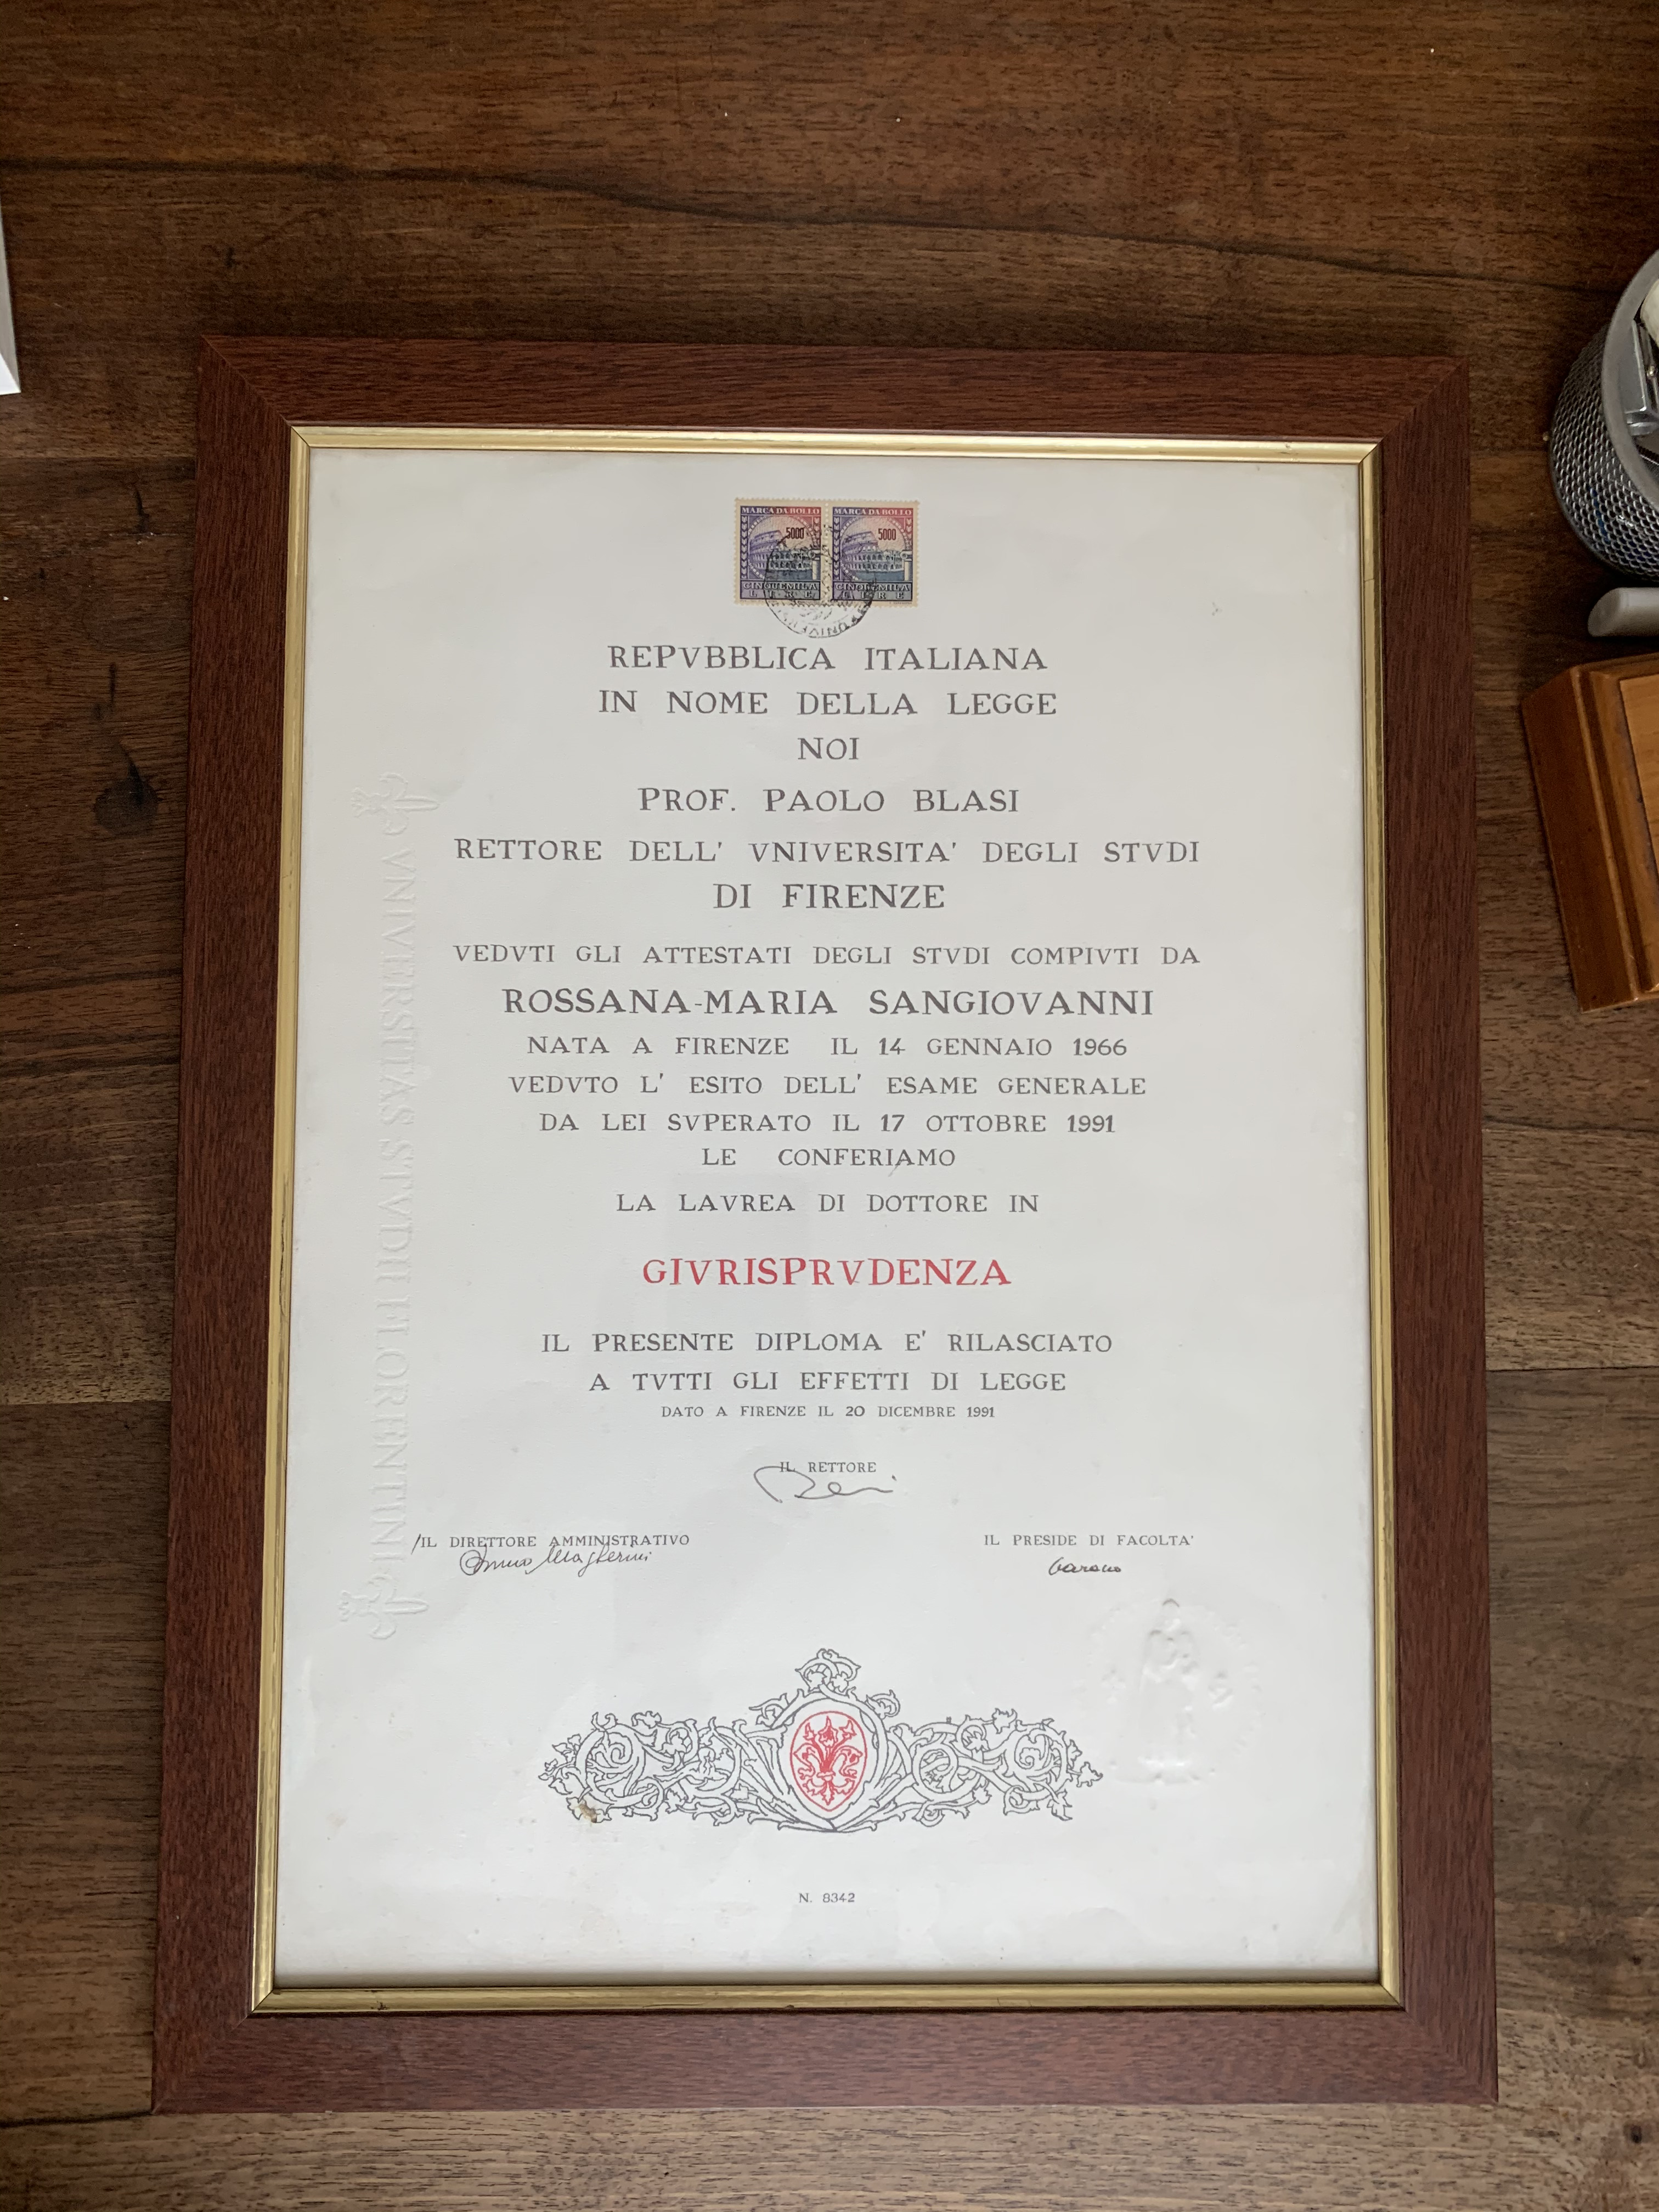 MARCA DA BOLLO MARCA DA BOLLO
5000 5000
CINQUEMILA CINQUEMILA
LIRE LIRE
REPVBBLICA ITALIANA
IN NOME DELLA LEGGE
NOI
PROF. PAOLO BLASI
RETTORE DELL' VNIVERSITA' DEGLI STVDI
DI FIRENZE
VEDVTI GLI ATTESTATI DEGLI STVDI COMPIVTI DA
ROSSANA-MARIA SANGIOVANNI
NATA A FIRENZE IL 14 GENNAIO 1966
VEDVTO L' ESITO DELL' ESAME GENERALE
DA LEI SVPERATO IL 17 OTTOBRE 1991
LE CONFERIAMO
LA LAVREA DI DOTTORE IN
GIVRISPRVDENZA
IL PRESENTE DIPLOMA E' RILASCIATO
A TVTTI GLI EFFETTI DI LEGGE
DATO A FIRENZE IL 20 DICEMBRE 1991
IL RETTORE
IL DIRETTORE AMMINISTRATIVO
IL PRESIDE DI FACOLTA'
N. 8342
VNIVERSITAS STVDII FLORENTINI